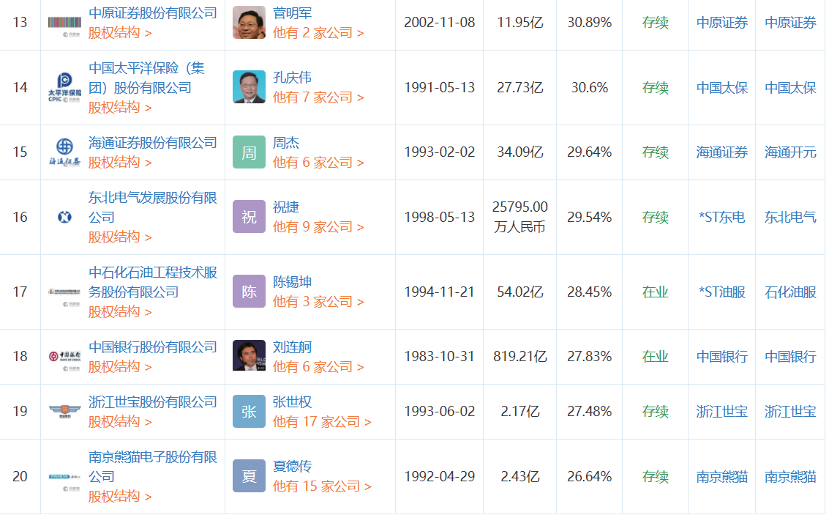 13
中原证券股份有限公司
股权结构 >
菅明军
他有 2 家公司 >
2002-11-08
11.95亿
30.89%
存续
中原证券
中原证券
14
太平洋保险
CPIC
中国太平洋保险（集
团）股份有限公司
股权结构 >
孔庆伟
他有 7 家公司 >
1991-05-13
27.73亿
30.6%
存续
中国太保
中国太保
15
海通证券
海通证券股份有限公司
股权结构 >
周
周杰
他有 6 家公司 >
1993-02-02
34.09亿
29.64%
存续
海通证券
海通开元
16
东北电气发展股份有限
公司
股权结构 >
祝
祝捷
他有 9 家公司 >
1998-05-13
25795.00
万人民币
29.54%
存续
*ST东电
东北电气
17
中石化石油工程技术服
务股份有限公司
股权结构 >
陈
陈锡坤
他有 3 家公司 >
1994-11-21
54.02亿
28.45%
在业
*ST油服
石化油服
18
中国银行
中国银行股份有限公司
股权结构 >
刘连舸
他有 6 家公司 >
1983-10-31
819.21亿
27.83%
在业
中国银行
中国银行
19
浙江世宝股份有限公司
股权结构 >
张
张世权
他有 17 家公司 >
1993-06-02
2.17亿
27.48%
存续
浙江世宝
浙江世宝
20
南京熊猫电子股份有限
公司
股权结构 >
夏
夏德传
他有 15 家公司 >
1992-04-29
2.43亿
26.64%
存续
南京熊猫
南京熊猫